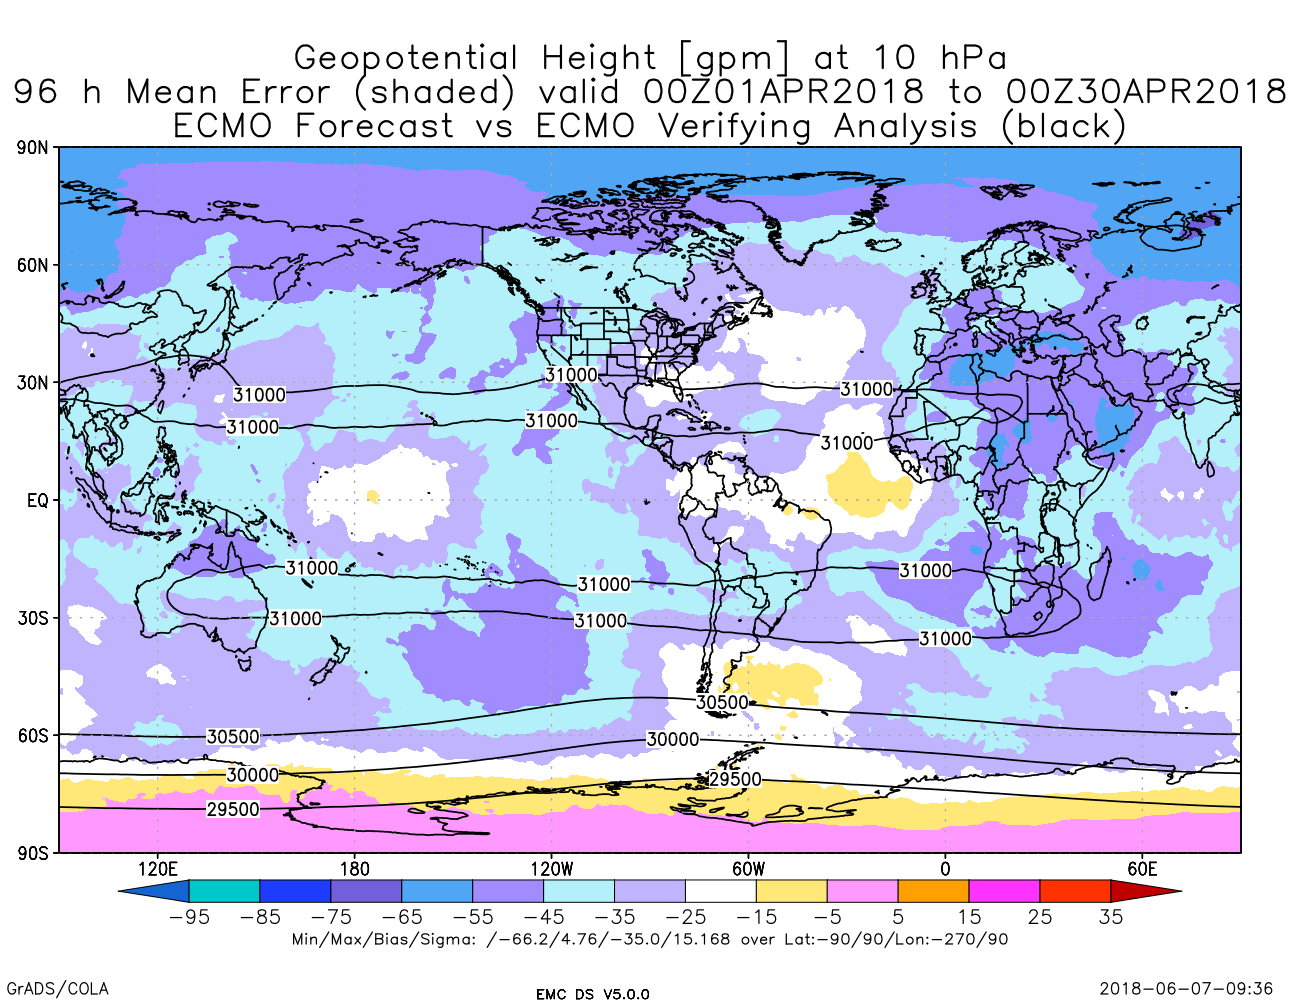 Geopotential Height [gpm] at 10 hPa
96 h Mean Error (shaded) valid 00Z01APR2018 to 00Z30APR2018
ECMO Forecast vs ECMO Verifying Analysis (black)
90N
60N
31000
30N 31000 31000
31000 31000 31000
EQ
31000 31000 31000
30S 31000 31000 31000
30500
60S 30500 30000
30000 29500
29500
90S
120E 180 120W 60W 0 60E
-95 -85 -75 -65 -55 -45 -35 -25 -15 -5 5 15 25 35
Min/Max/Bias/Sigma: /-66.2/4.76/-35.0/15.168 over Lat:-90/90/Lon:-270/90
GrADS/COLA EMC DS V5.0.0 2018-06-07-09:36